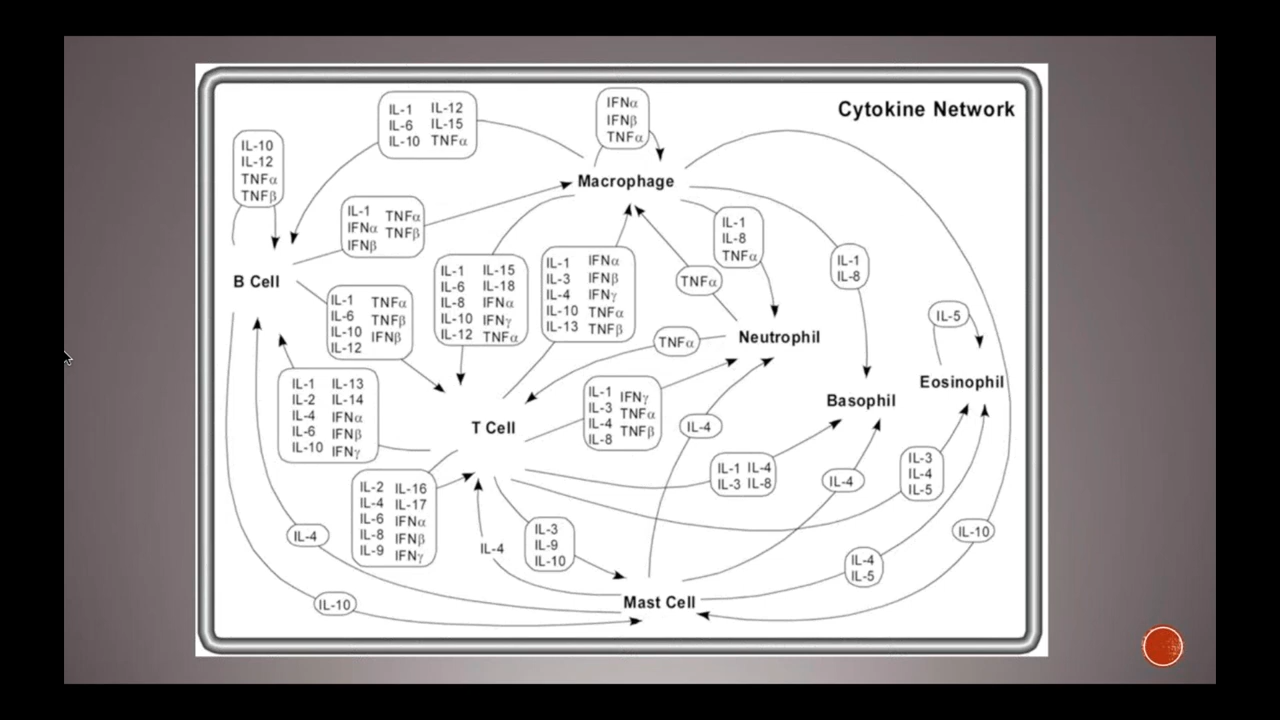 Cytokine Network
IL-1 IL-12
IL-6 IL-15
IL-10 TNFα
IFNα
IFNβ
TNFα
IL-10
IL-12
TNFα
TNFβ
Macrophage
IL-1 TNFα
IFNα TNFβ
IFNβ
IL-1
IL-8
TNFα
IL-1
IL-8
B Cell
IL-1 IL-15
IL-6 IL-18
IL-8 IFNα
IL-10 IFNγ
IL-12 TNFα
IL-1 IFNα
IL-3 IFNβ
IL-4 IFNγ
IL-10 TNFα
IL-13 TNFβ
TNFα
IL-1 TNFα
IL-6 TNFβ
IL-10 IFNβ
IL-12
Neutrophil
TNFα
IL-5
Eosinophil
Basophil
IL-1 IL-13
IL-2 IL-14
IL-4 IFNα
IL-6 IFNβ
IL-10 IFNγ
T Cell
IL-1 IFNγ
IL-3 TNFα
IL-4 TNFβ
IL-8
IL-4
IL-1 IL-4
IL-3 IL-8
IL-4
IL-3
IL-4
IL-5
IL-2 IL-16
IL-4 IL-17
IL-6 IFNα
IL-8 IFNβ
IL-9 IFNγ
IL-4
IL-4
IL-3
IL-9
IL-10
IL-10
IL-4
IL-5
IL-10
Mast Cell